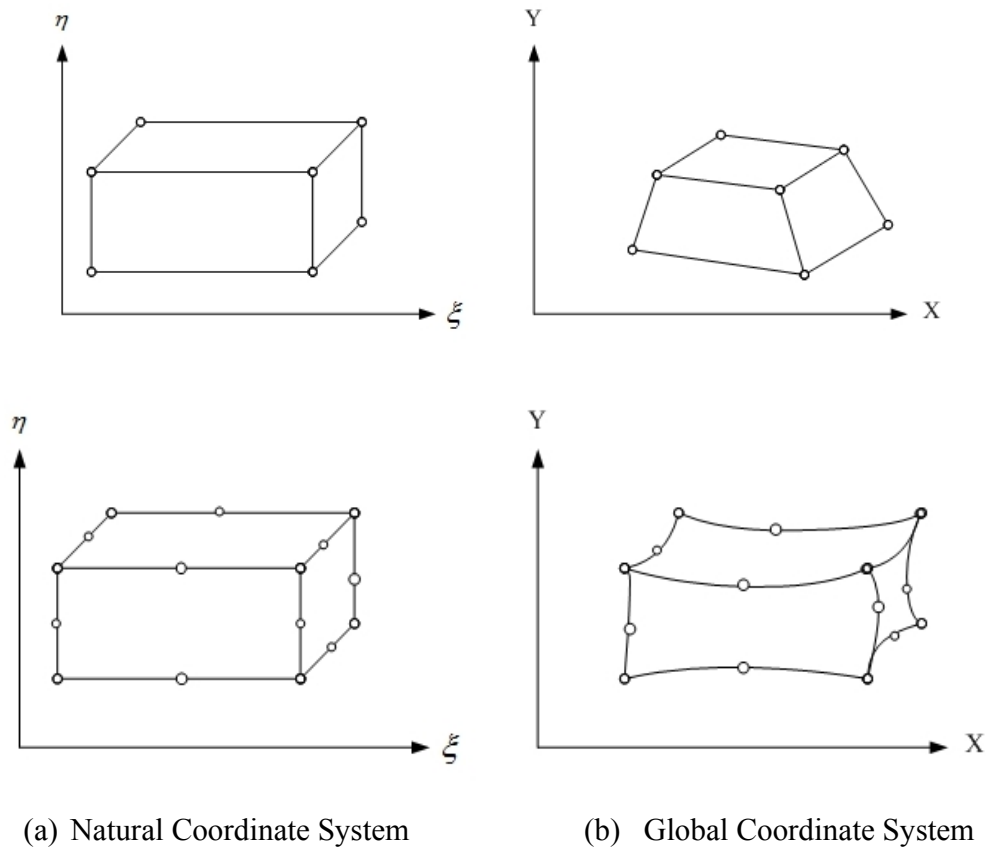 η
Y
ξ
X
η
Y
ξ
X
(a) Natural Coordinate System
(b) Global Coordinate System